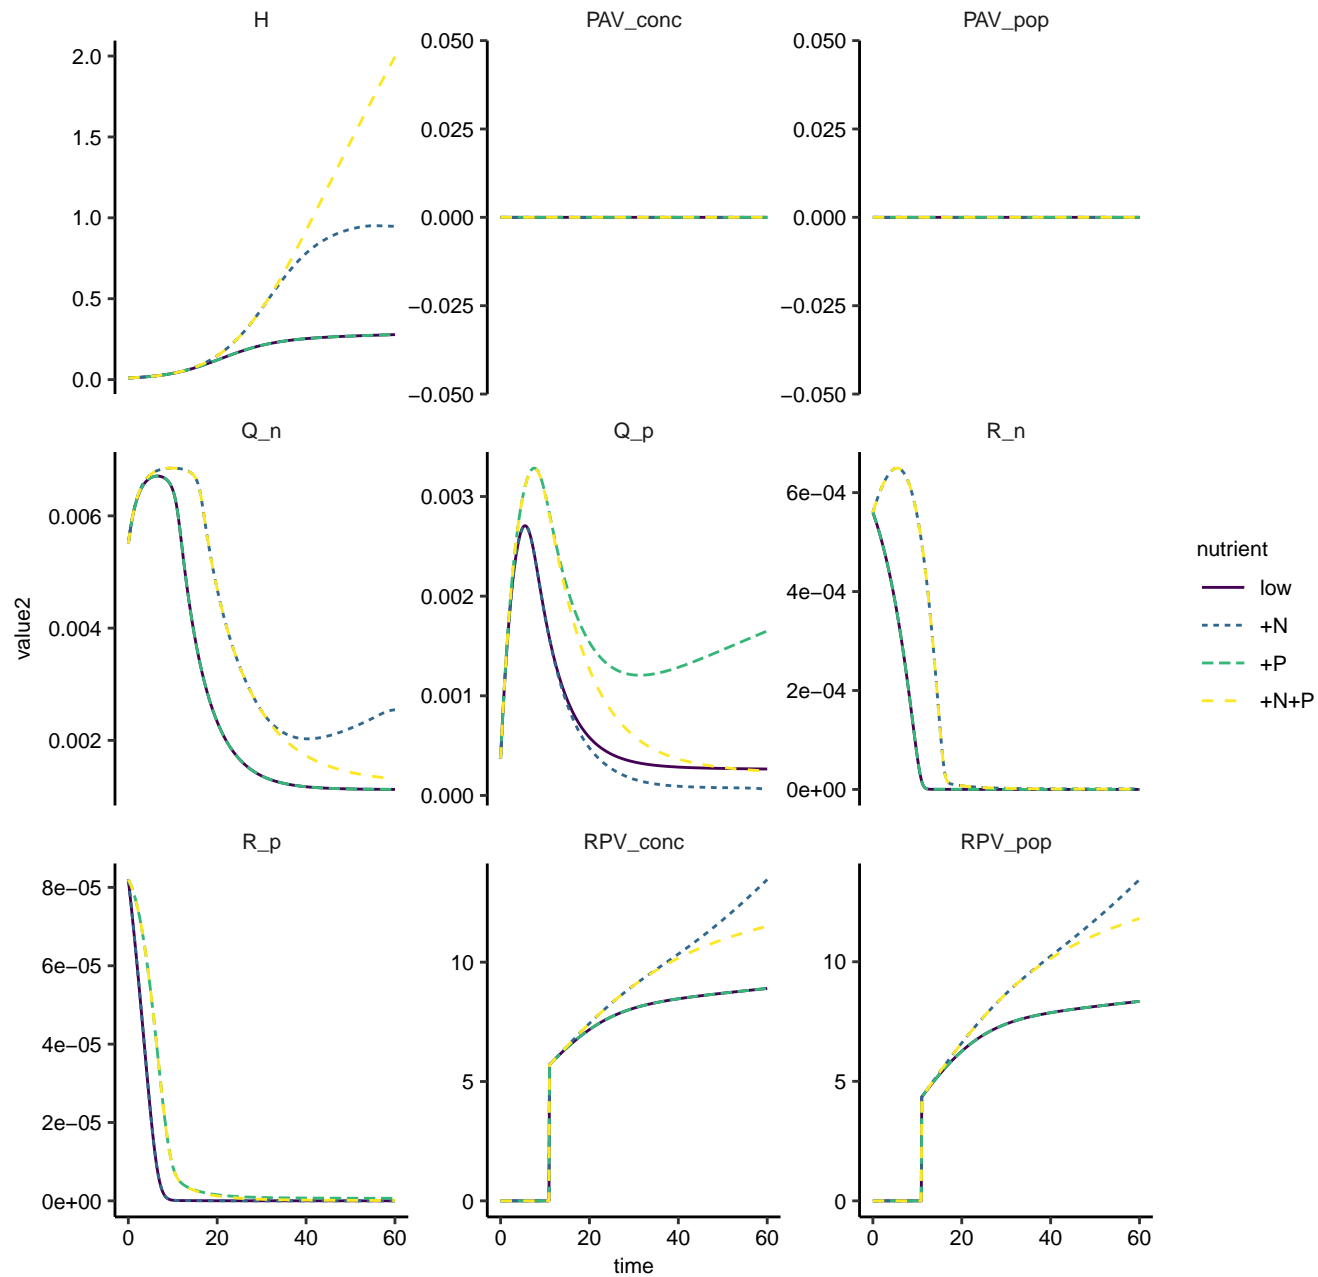 H
PAV_conc
PAV_pop
2.0
1.5
1.0
0.5
0.0
0.050
0.025
0.000
−0.025
−0.050
0.050
0.025
0.000
−0.025
−0.050
Q_n
Q_p
R_n
0.006
0.004
0.002
0.003
0.002
0.001
0.000
6e−04
4e−04
2e−04
0e+00
value2
nutrient
low
+N
+P
+N+P
R_p
RPV_conc
RPV_pop
8e−05
6e−05
4e−05
2e−05
0e+00
10
5
0
10
5
0
0 20 40 60
0 20 40 60
0 20 40 60
time